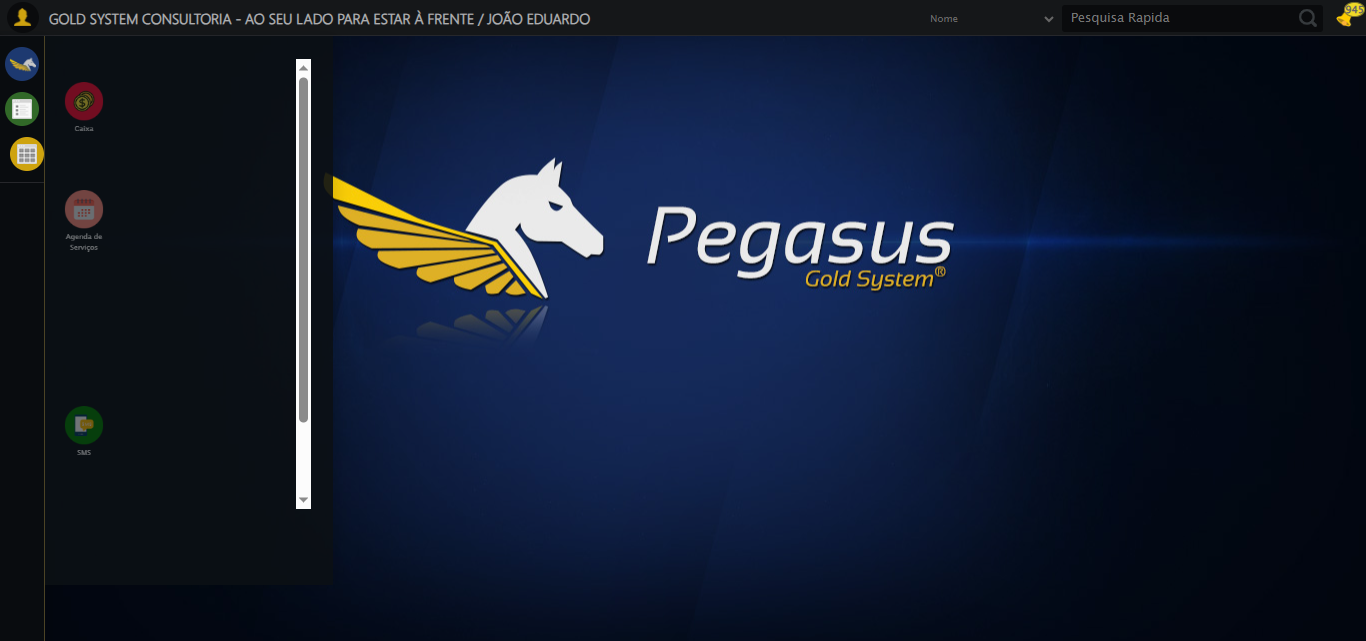 GOLD SYSTEM CONSULTORIA - AO SEU LADO PARA ESTAR À FRENTE / JOÃO EDUARDO
Nome
Pesquisa Rapida
945
Caixa
Agenda de
Serviços
SMS
Pegasus
Gold System®